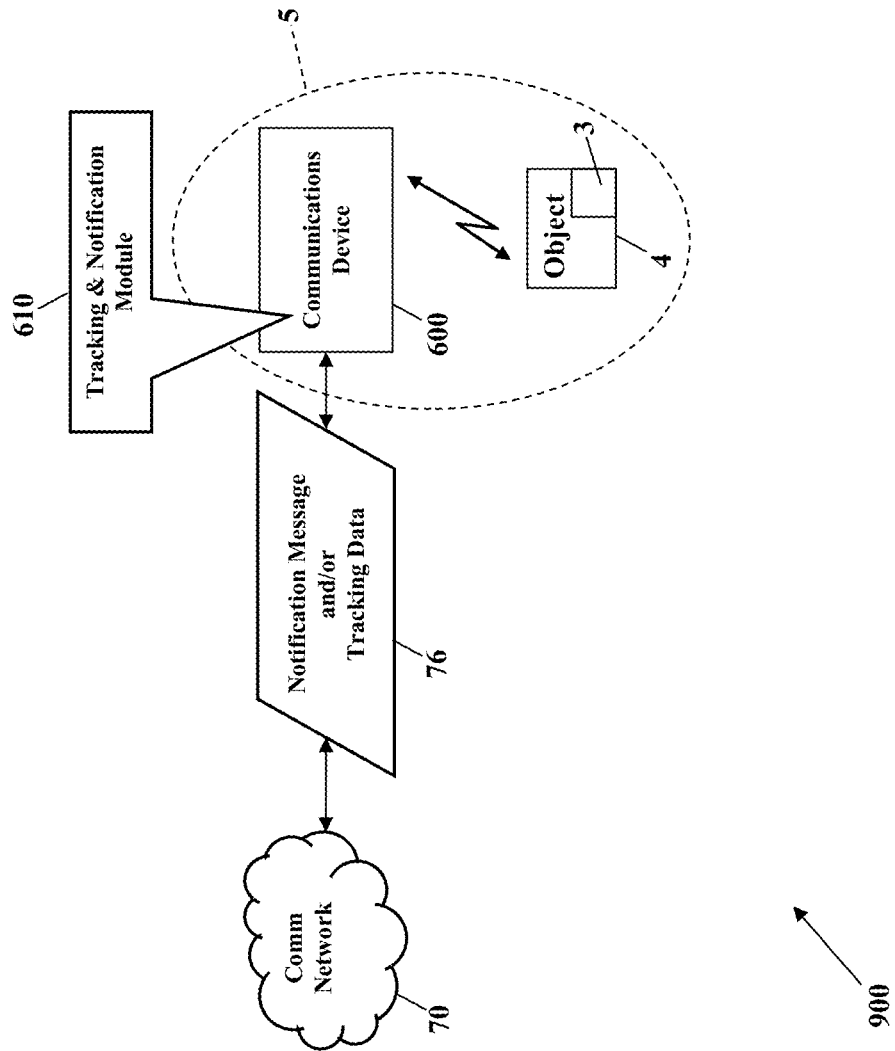 610
Tracking & Notification
Module
5
Communications
Device
600
Object
3
4
Notification Message
and/or
Tracking Data
76
Comm
Network
70
900